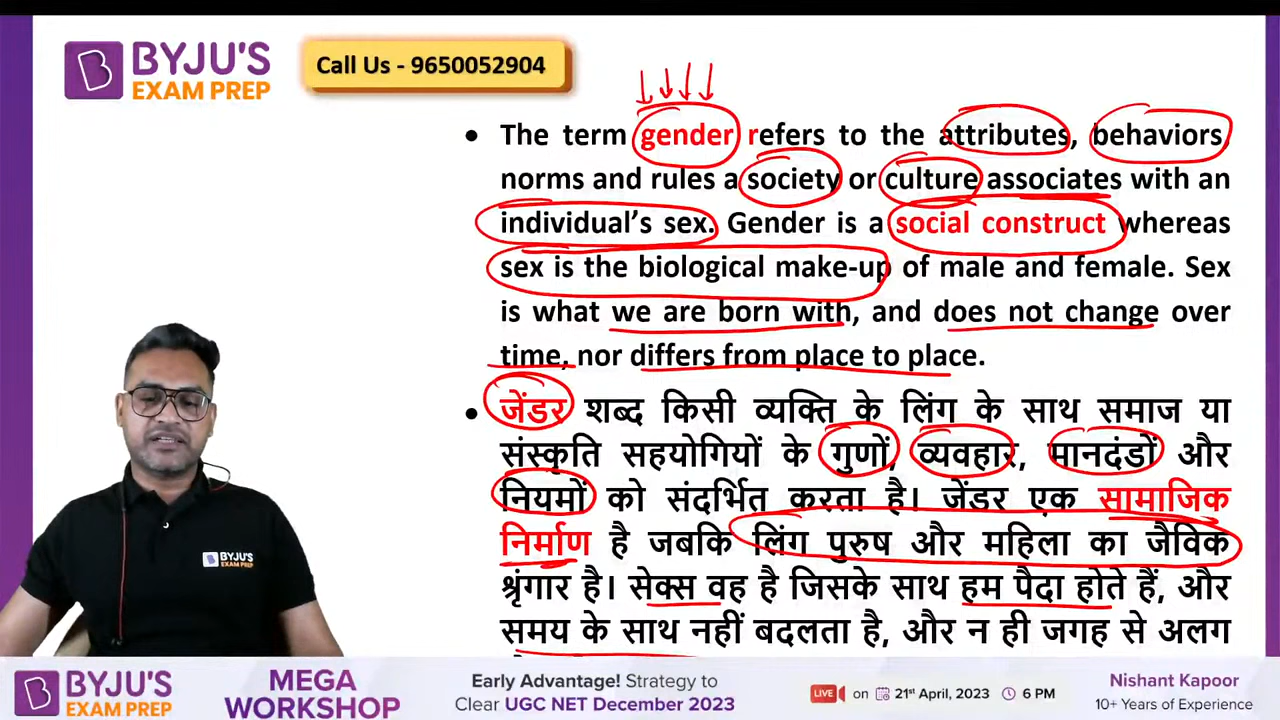 BYJU'S
EXAM PREP
Call Us - 9650052904
• The term gender refers to the attributes, behaviors,
norms and rules a society or culture associates with an
individual's sex. Gender is a social construct whereas
sex is the biological make-up of male and female. Sex
is what we are born with, and does not change over
time, nor differs from place to place.
• जेंडर शब्द किसी व्यक्ति के लिंग के साथ समाज या
संस्कृति सहयोगियों के गुणों, व्यवहार, मानदंडों और
नियमों को संदर्भित करता है। जेंडर एक सामाजिक
निर्माण है जबकि लिंग पुरुष और महिला का जैविक
श्रृंगार है। सेक्स वह है जिसके साथ हम पैदा होते हैं, और
समय के साथ नहीं बदलता है, और न ही जगह से अलग
BYJU'S
EXAM PREP
BYJU'S
EXAM PREP
MEGA
WORKSHOP
Early Advantage! Strategy to
Clear UGC NET December 2023
LIVE on 21st April, 2023 6 PM
Nishant Kapoor
10+ Years of Experience